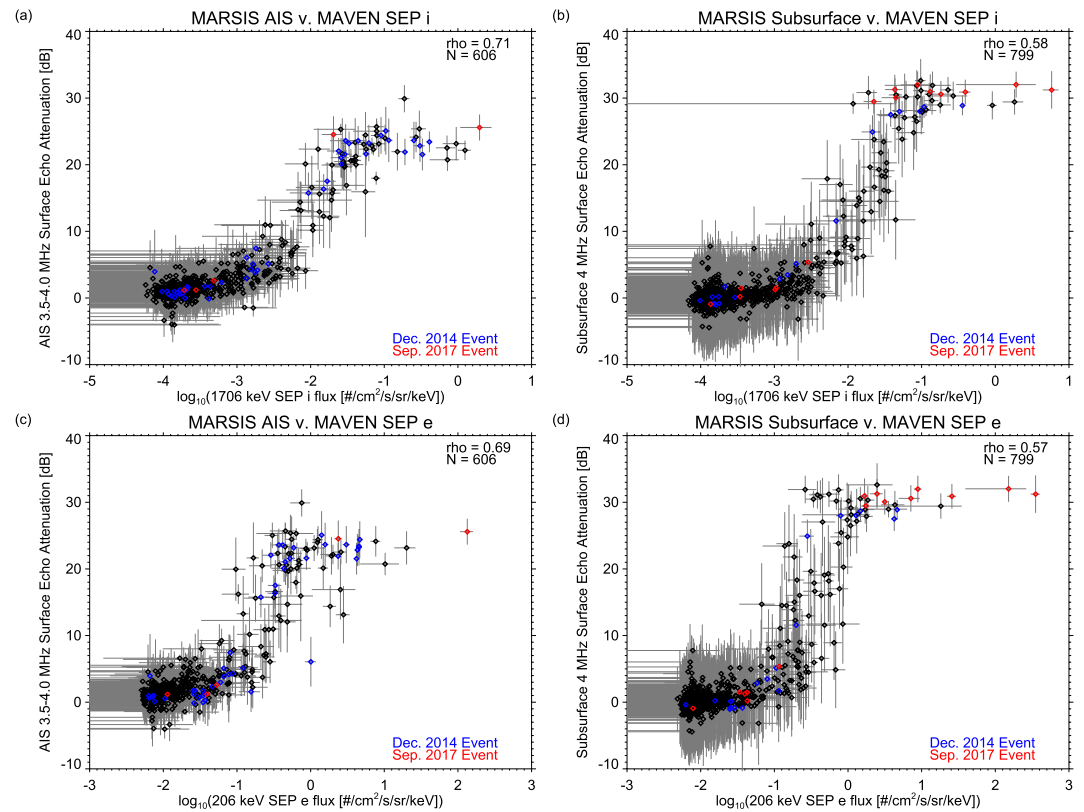 (a)
MARSIS AIS v. MAVEN SEP i
rho = 0.71
N = 606
AIS 3.5-4.0 MHz Surface Echo Attenuation [dB]
40
30
20
10
0
-10
Dec. 2014 Event
Sep. 2017 Event
-5 -4 -3 -2 -1 0 1
log10(1706 keV SEP i flux [#/cm2/s/sr/keV])
(b)
MARSIS Subsurface v. MAVEN SEP i
rho = 0.58
N = 799
Subsurface 4 MHz Surface Echo Attenuation [dB]
40
30
20
10
0
-10
Dec. 2014 Event
Sep. 2017 Event
-5 -4 -3 -2 -1 0 1
log10(1706 keV SEP i flux [#/cm2/s/sr/keV])
(c)
MARSIS AIS v. MAVEN SEP e
rho = 0.69
N = 606
AIS 3.5-4.0 MHz Surface Echo Attenuation [dB]
40
30
20
10
0
-10
Dec. 2014 Event
Sep. 2017 Event
-3 -2 -1 0 1 2 3
log10(206 keV SEP e flux [#/cm2/s/sr/keV])
(d)
MARSIS Subsurface v. MAVEN SEP e
rho = 0.57
N = 799
Subsurface 4 MHz Surface Echo Attenuation [dB]
40
30
20
10
0
-10
Dec. 2014 Event
Sep. 2017 Event
-3 -2 -1 0 1 2 3
log10(206 keV SEP e flux [#/cm2/s/sr/keV])